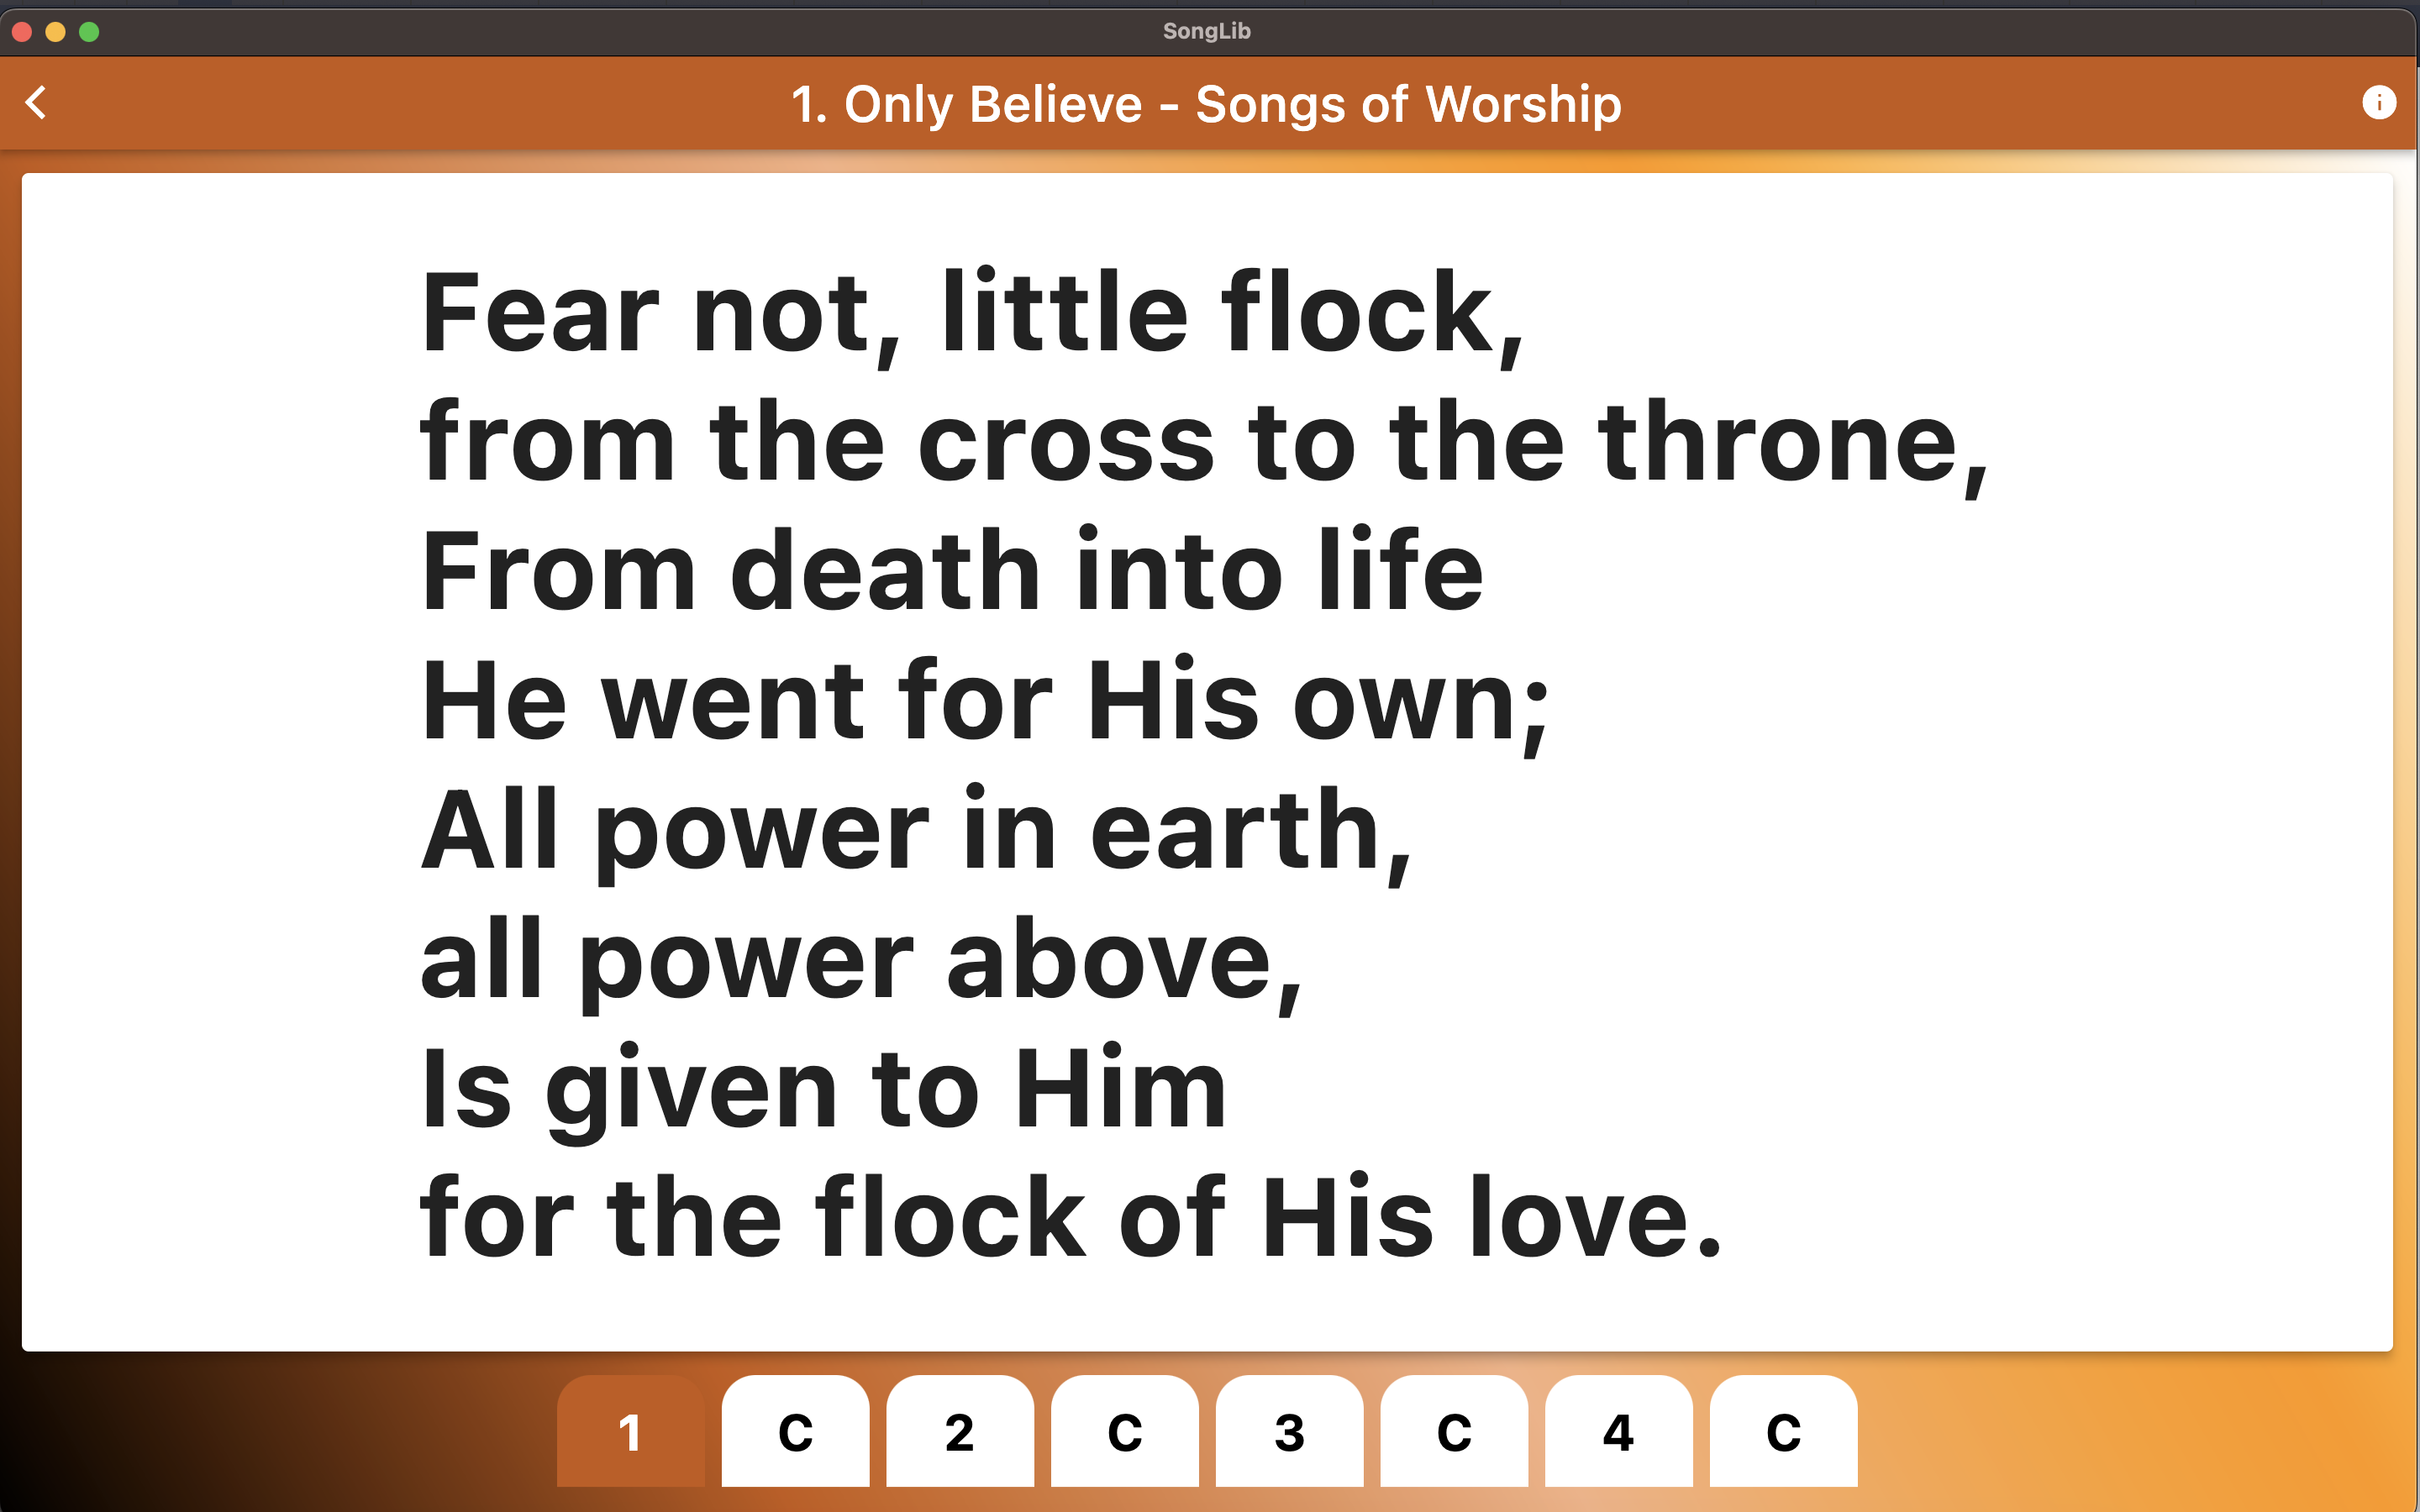 SongLib
1. Only Believe - Songs of Worship
Fear not, little flock,
from the cross to the throne,
From death into life
He went for His own;
All power in earth,
all power above,
Is given to Him
for the flock of His love.
1 C 2 C 3 C 4 C